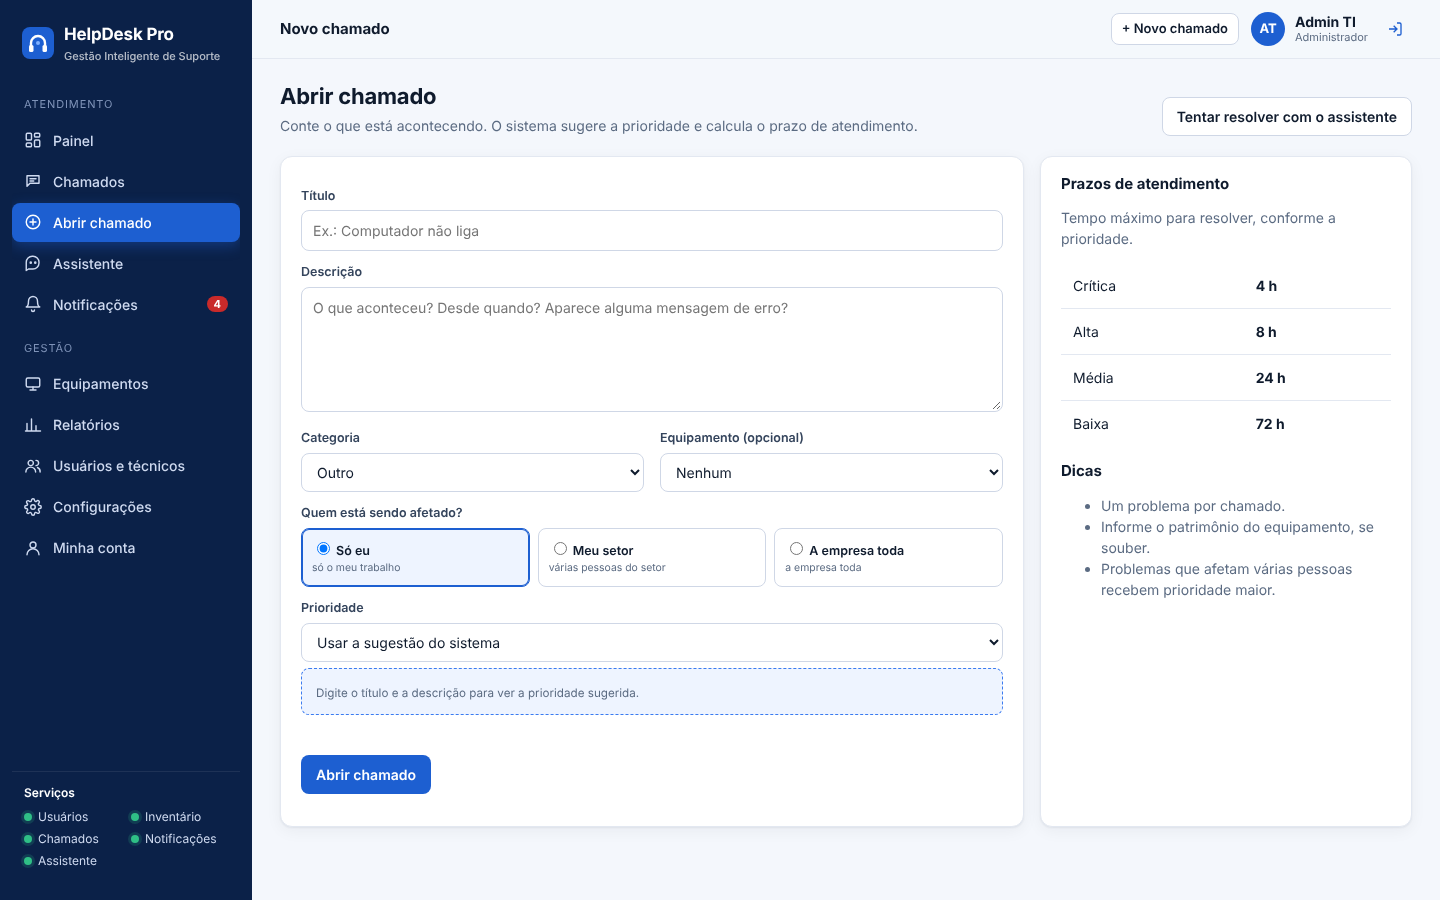 HelpDesk Pro
Gestão Inteligente de Suporte
ATENDIMENTO
Painel
Chamados
Abrir chamado
Assistente
Notificações 4
GESTÃO
Equipamentos
Relatórios
Usuários e técnicos
Configurações
Minha conta
Serviços
Usuários
Inventário
Chamados
Notificações
Assistente
Novo chamado
+ Novo chamado
AT
Admin TI
Administrador
Abrir chamado
Conte o que está acontecendo. O sistema sugere a prioridade e calcula o prazo de atendimento.
Tentar resolver com o assistente
Título
Ex.: Computador não liga
Descrição
O que aconteceu? Desde quando? Aparece alguma mensagem de erro?
Categoria
Outro
Equipamento (opcional)
Nenhum
Quem está sendo afetado?
Só eu
só o meu trabalho
Meu setor
várias pessoas do setor
A empresa toda
a empresa toda
Prioridade
Usar a sugestão do sistema
Digite o título e a descrição para ver a prioridade sugerida.
Abrir chamado
Prazos de atendimento
Tempo máximo para resolver, conforme a
prioridade.
Crítica 4 h
Alta 8 h
Média 24 h
Baixa 72 h
Dicas
Um problema por chamado.
Informe o patrimônio do equipamento, se
souber.
Problemas que afetam várias pessoas
recebem prioridade maior.